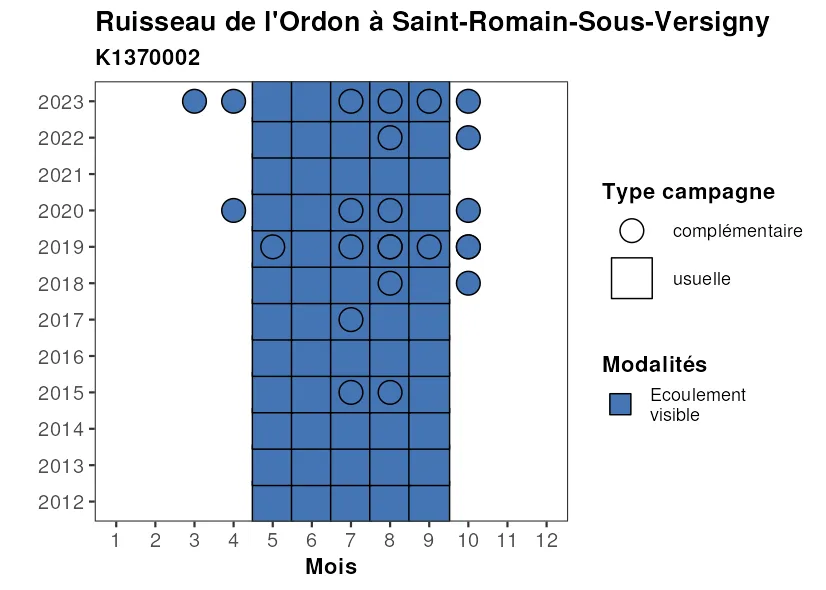 Ruisseau de l'Ordon à Saint-Romain-Sous-Versigny
K1370002
2023
2022
2021
2020
2019
2018
2017
2016
2015
2014
2013
2012
1 2 3 4 5 6 7 8 9 10 11 12
Mois
Type campagne
complémentaire
usuelle
Modalités
Ecoulement
visible